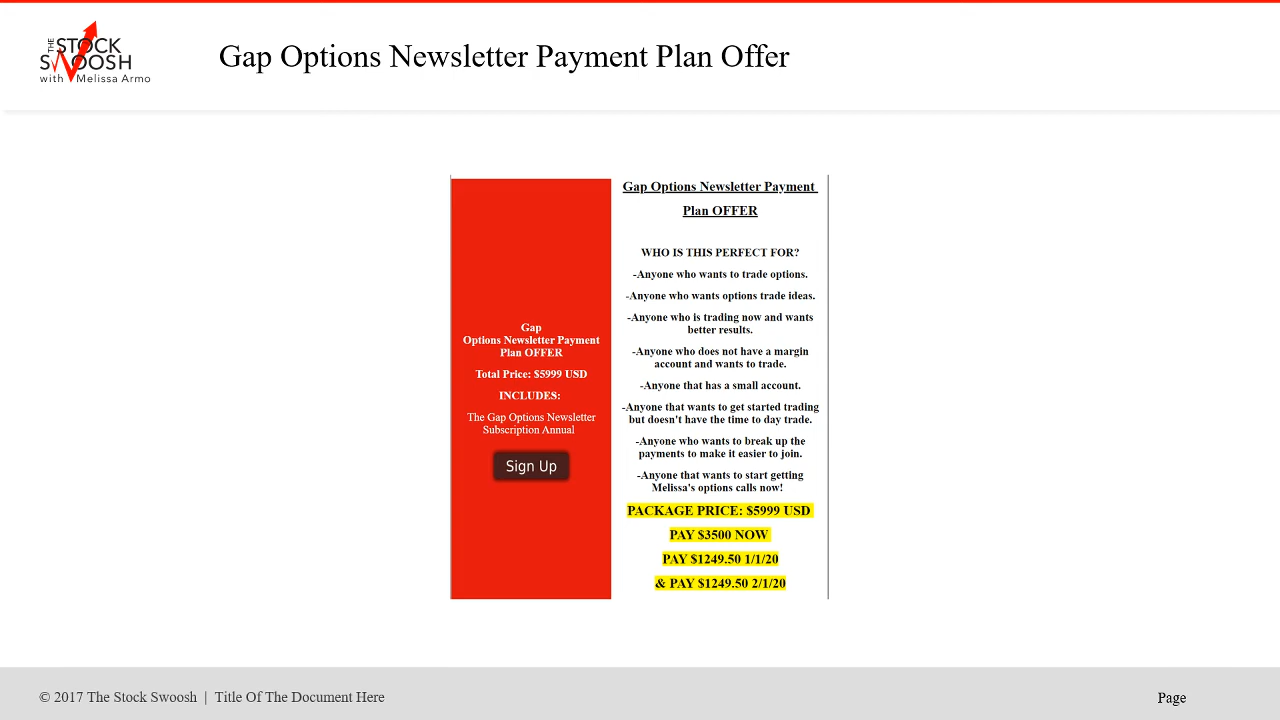 THE STOCK
SWOOSH
with Melissa Armo
Gap Options Newsletter Payment Plan Offer
Gap
Options Newsletter Payment
Plan OFFER
Total Price: $5999 USD
INCLUDES:
The Gap Options Newsletter
Subscription Annual
Sign Up
Gap Options Newsletter Payment
Plan OFFER
WHO IS THIS PERFECT FOR?
-Anyone who wants to trade options.
-Anyone who wants options trade ideas.
-Anyone who is trading now and wants
better results.
-Anyone who does not have a margin
account and wants to trade.
-Anyone that has a small account.
-Anyone that wants to get started trading
but doesn't have the time to day trade.
-Anyone who wants to break up the
payments to make it easier to join.
-Anyone that wants to start getting
Melissa's options calls now!
PACKAGE PRICE: $5999 USD
PAY $3500 NOW
PAY $1249.50 1/1/20
& PAY $1249.50 2/1/20
© 2017 The Stock Swoosh | Title Of The Document Here
Page